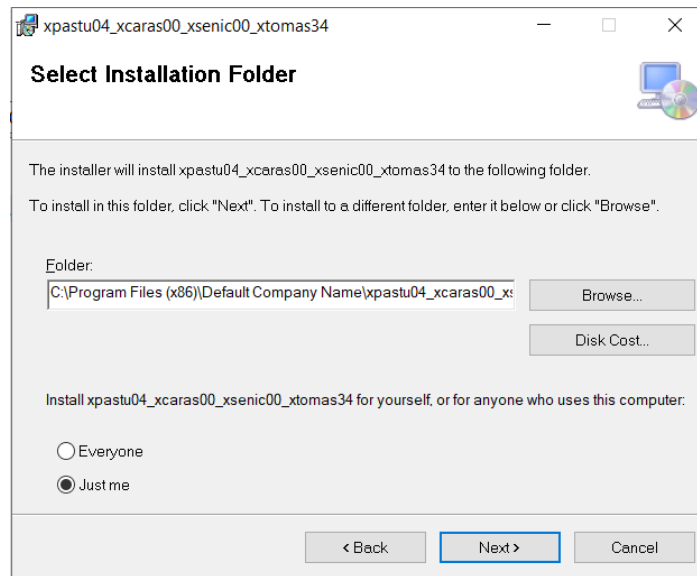 xpastu04_xcaras00_xsenic00_xtomas34
Select Installation Folder
The installer will install xpastu04_xcaras00_xsenic00_xtomas34 to the following folder.
To install in this folder, click "Next". To install to a different folder, enter it below or click "Browse".
Folder:
C:\Program Files (x86)\Default Company Name\xpastu04_xcaras00_xs
Browse...
Disk Cost...
Install xpastu04_xcaras00_xsenic00_xtomas34 for yourself, or for anyone who uses this computer:
Everyone
Just me
< Back
Next >
Cancel